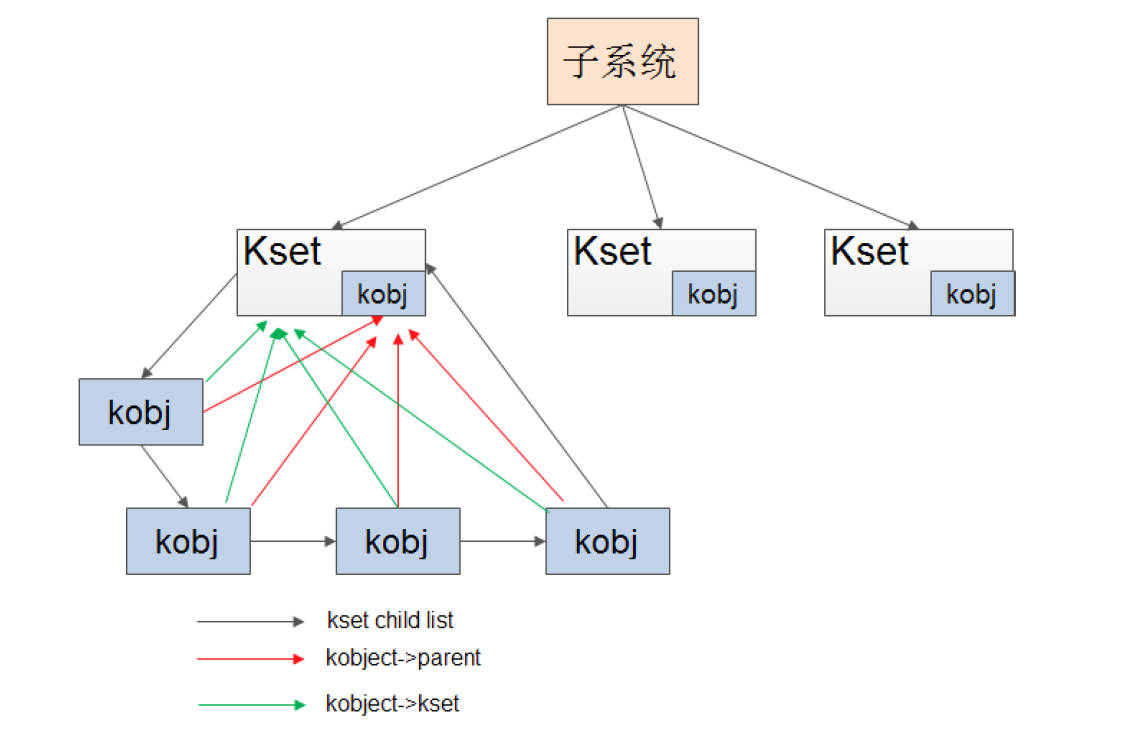 子系统
Kset
kobj
Kset
kobj
Kset
kobj
kobj
kobj
kobj
kobj
kset child list
kobject->parent
kobject->kset